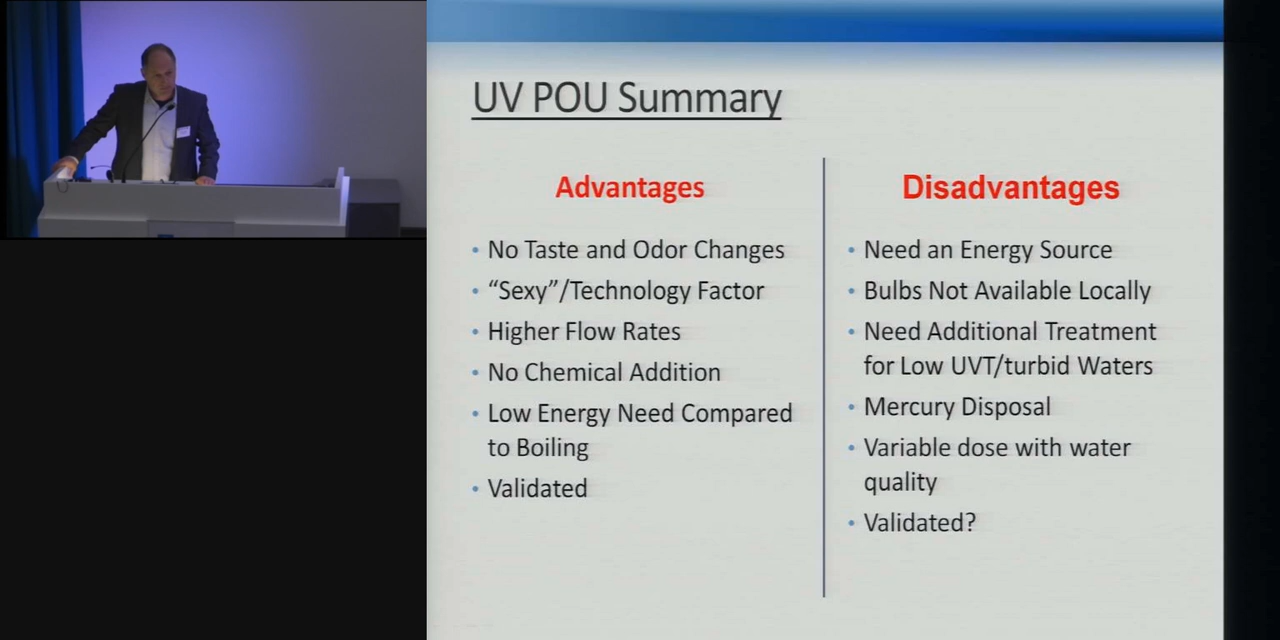 UV POU Summary
Advantages
• No Taste and Odor Changes
• “Sexy”/Technology Factor
• Higher Flow Rates
• No Chemical Addition
• Low Energy Need Compared
to Boiling
• Validated
Disadvantages
• Need an Energy Source
• Bulbs Not Available Locally
• Need Additional Treatment
for Low UVT/turbid Waters
• Mercury Disposal
• Variable dose with water
quality
• Validated?